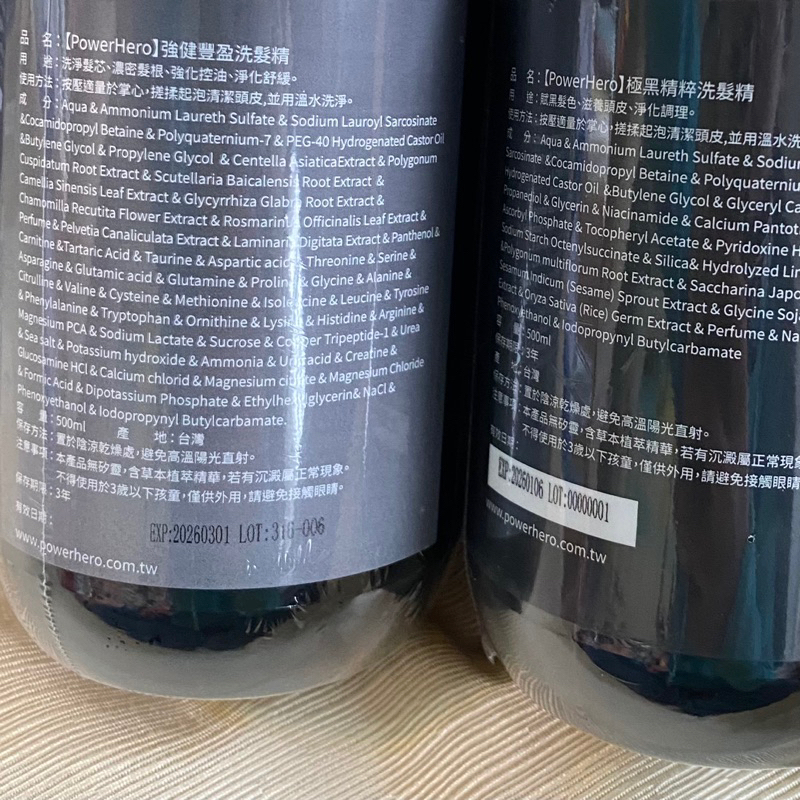 品　名：【PowerHero】強健豐盈洗髮精
用　途：洗淨髮芯、濃密髮根、強化控油、淨化舒緩。
使用方法：按壓適量於掌心,搓揉起泡清潔頭皮,並用溫水洗淨。
成　分：Aqua & Ammonium Laureth Sulfate & Sodium Lauroyl Sarcosinate
&Cocamidopropyl Betaine & Polyquaternium-7 & PEG-40 Hydrogenated Castor Oil
&Butylene Glycol & Propylene Glycol & Centella AsiaticaExtract & Polygonum
Cuspidatum Root Extract & Scutellaria Baicalensis Root Extract &
Camellia Sinensis Leaf Extract & Glycyrrhiza Glabra Root Extract &
Chamomilla Recutita Flower Extract & Rosmarinus Officinalis Leaf Extract &
Perfume & Pelvetia Canaliculata Extract & Laminaria Digitata Extract & Panthenol &
Carnitine &Tartaric Acid & Taurine & Aspartic acid & Threonine & Serine &
Asparagine & Glutamic acid & Glutamine & Proline & Glycine & Alanine &
Citrulline & Valine & Cysteine & Methionine & Isoleucine & Leucine & Tyrosine
& Phenylalanine & Tryptophan & Ornithine & Lysine & Histidine & Arginine &
Magnesium PCA & Sodium Lactate & Sucrose & Copper Tripeptide-1 & Urea
& Sea salt & Potassium hydroxide & Ammonia & Uric acid & Creatine &
Glucosamine HCl & Calcium chlorid & Magnesium citrate & Magnesium Chloride
& Formic Acid & Dipotassium Phosphate & Ethylhexylglycerin& NaCl &
Phenoxyethanol & Iodopropynyl Butylcarbamate.
容　量：500ml　產　地：台灣
保存方法：置於陰涼乾燥處,避免高溫陽光直射。
注意事項：本產品無矽靈,含草本植萃精華,若有沉澱屬正常現象。
不得使用於3歲以下孩童,僅供外用,請避免接觸眼睛。
保存期限：3年
有效日期：
EXP:20260301 LOT:316-006
www.powerhero.com.tw
品　名：【PowerHero】極黑精粹洗髮精
用　途：賦黑髮色、滋養頭皮、淨化調理。
使用方法：按壓適量於掌心,搓揉起泡清潔頭皮,並用溫水洗
成　分：Aqua & Ammonium Laureth Sulfate & Sodium
Sarcosinate &Cocamidopropyl Betaine & Polyquaterniu
Hydrogenated Castor Oil &Butylene Glycol & Glyceryl Ca
Propanediol & Glycerin & Niacinamide & Calcium Pantot
Ascorbyl Phosphate & Tocopheryl Acetate & Pyridoxine H
Sodium Starch Octenylsuccinate & Silica& Hydrolyzed Lin
&Polygonum multiflorum Root Extract & Saccharina Japo
Sesamum Indicum (Sesame) Sprout Extract & Glycine Soja
Extract & Oryza Sativa (Rice) Germ Extract & Perfume & Na
Phenoxyethanol & Iodopropynyl Butylcarbamate
容　量：500ml
保存期限：3年
產　地：台灣
保存方法：置於陰涼乾燥處,避免高溫陽光直射。
注意事項：本產品無矽靈,含草本植萃精華,若有沉澱屬正常現
不得使用於3歲以下孩童,僅供外用,請避免接觸眼
有效日期：
EXP:20260106 LOT:00000001
www.powerhero.com.tw